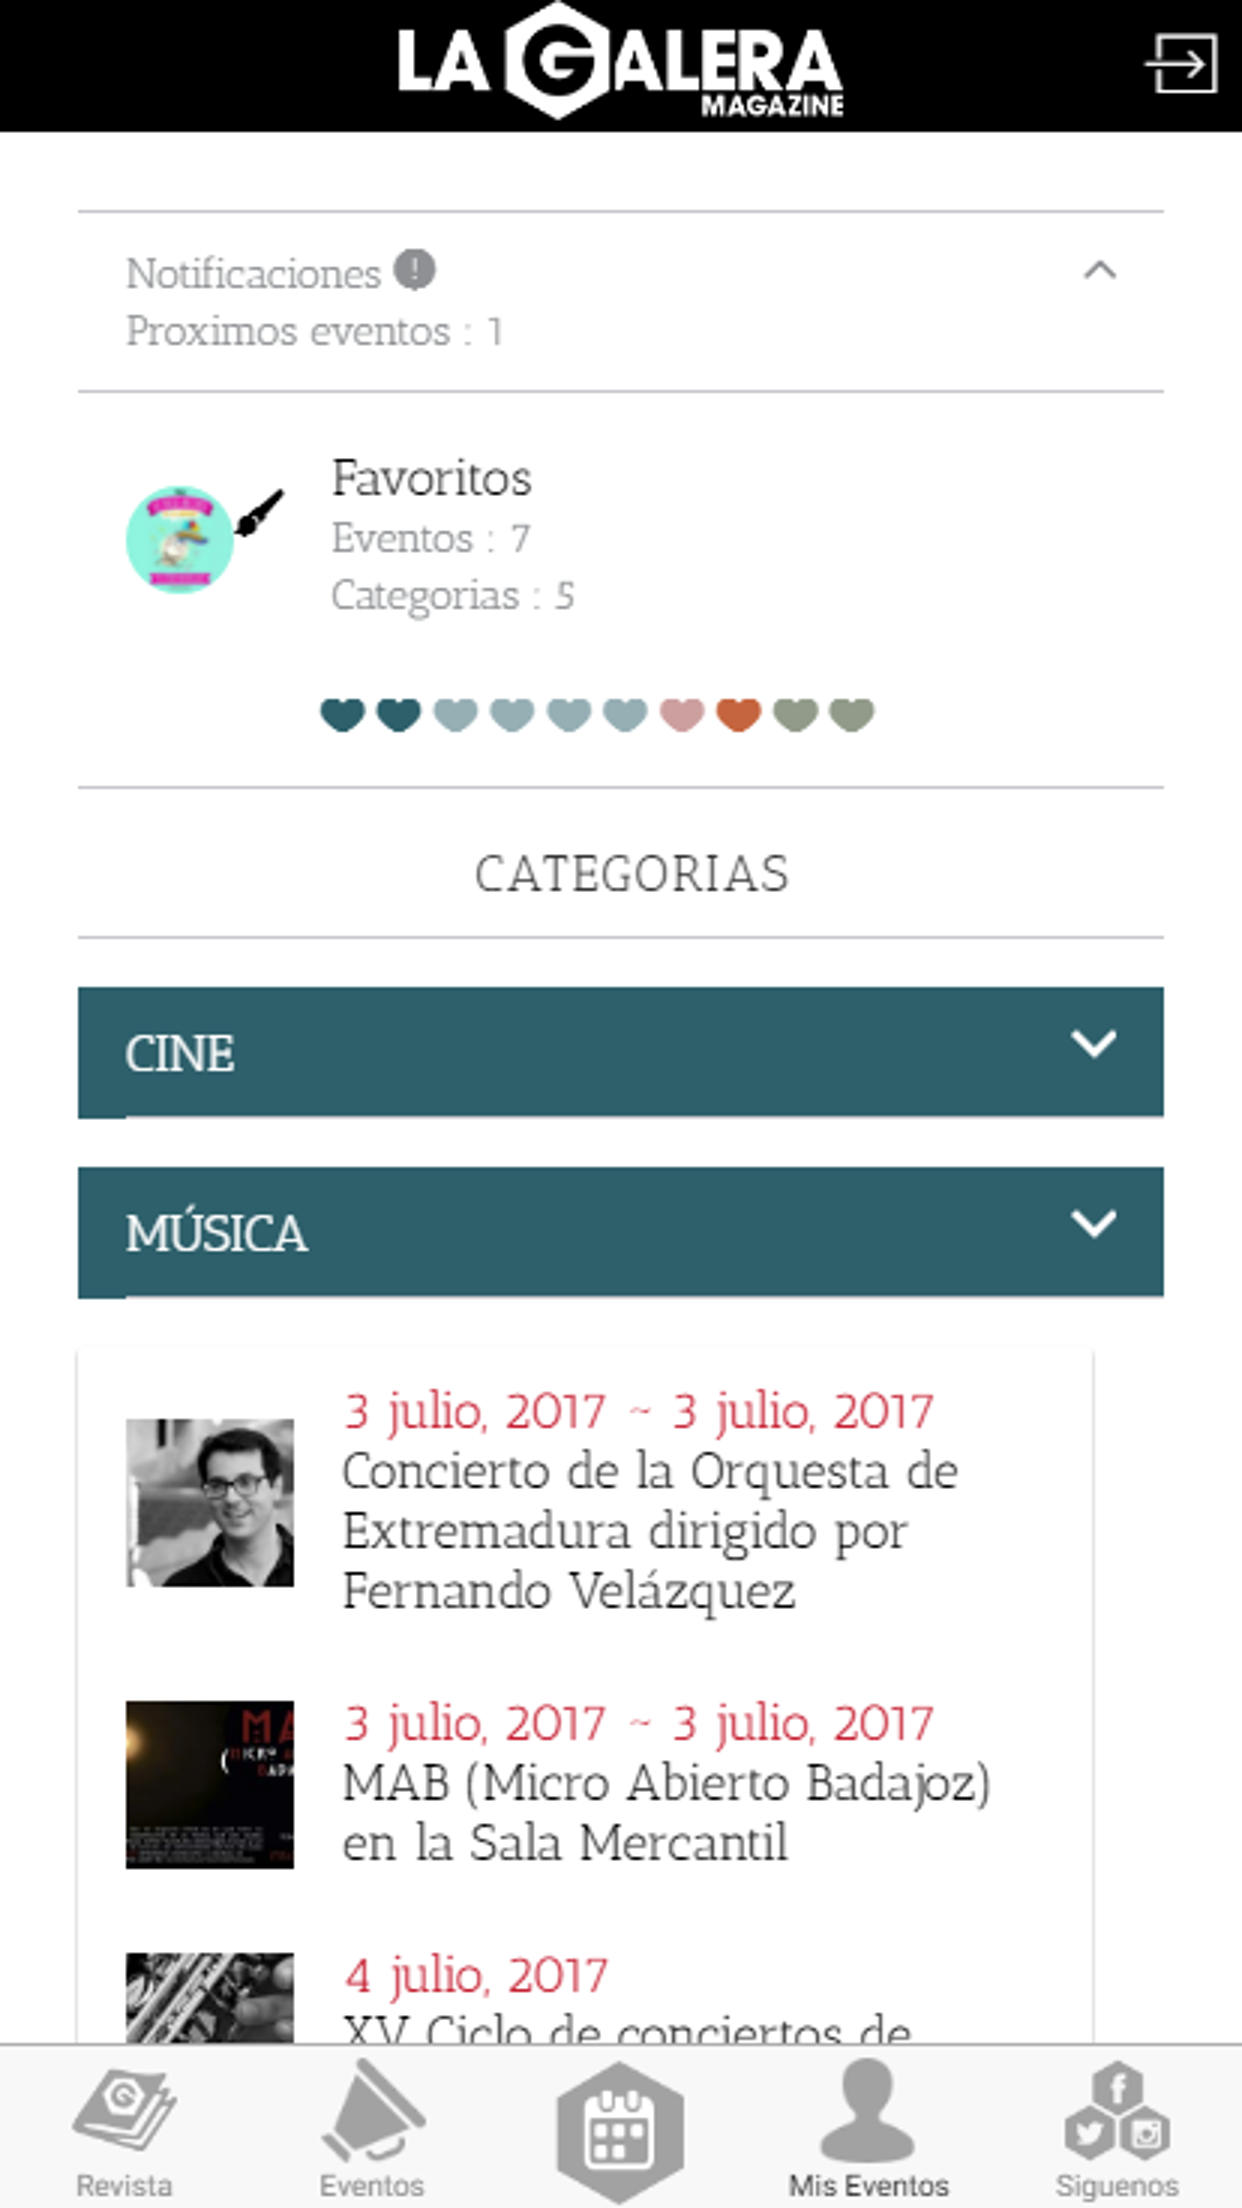 LA GALERA
MAGAZINE
Notificaciones
Proximos eventos : 1
Favoritos
Eventos : 7
Categorias : 5
CATEGORIAS
CINE
MÚSICA
3 julio, 2017 ~ 3 julio, 2017
Concierto de la Orquesta de
Extremadura dirigido por
Fernando Velázquez
3 julio, 2017 ~ 3 julio, 2017
MAB (Micro Abierto Badajoz)
en la Sala Mercantil
4 julio, 2017
XV Ciclo de conciertos de
Revista
Eventos
Mis Eventos
Siguenos